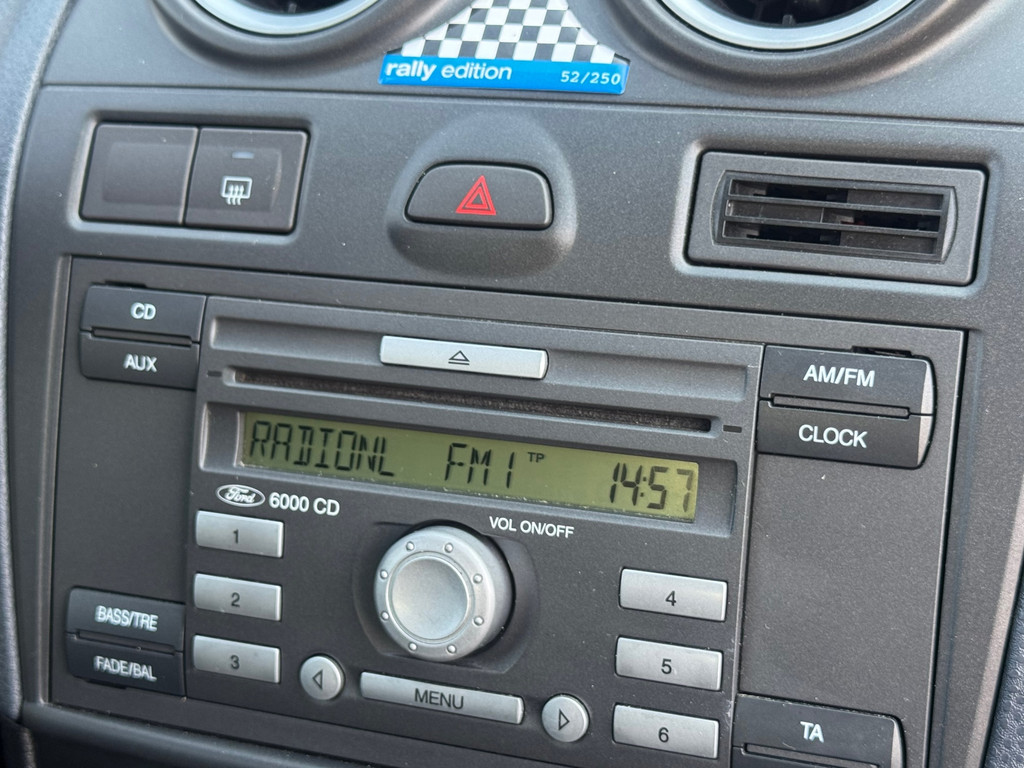 rally edition 52/250
CD
AUX
AM/FM
CLOCK
RADIONL FM1 TP 14:57
Ford 6000 CD
VOL ON/OFF
1
2
3
4
5
6
BASS/TRE
FADE/BAL
MENU
TA